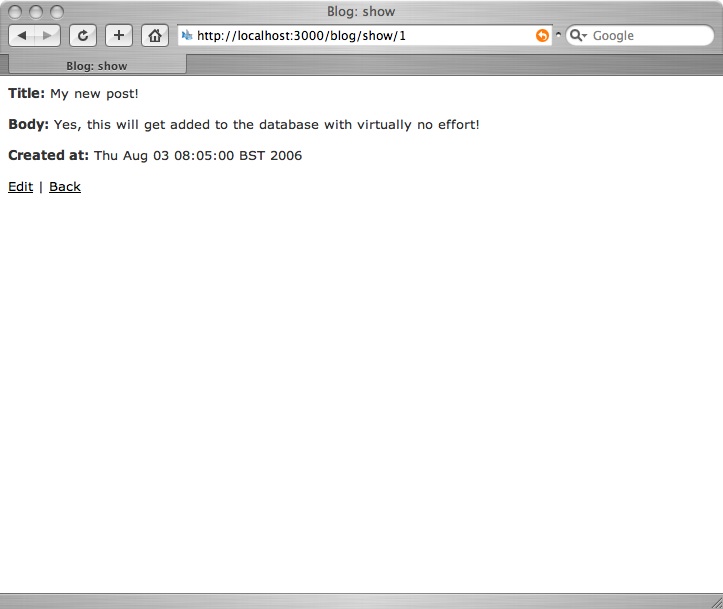 Blog: show
http://localhost:3000/blog/show/1
Google
Blog: show
Title: My new post!
Body: Yes, this will get added to the database with virtually no effort!
Created at: Thu Aug 03 08:05:00 BST 2006
Edit | Back